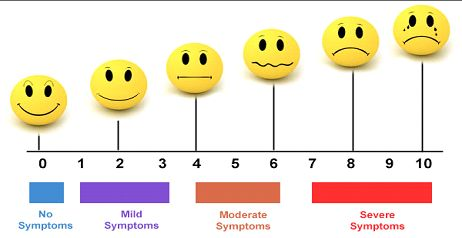 0 1 2 3 4 5 6 7 8 9 10
No Mild Moderate Severe
Symptoms Symptoms Symptoms Symptoms